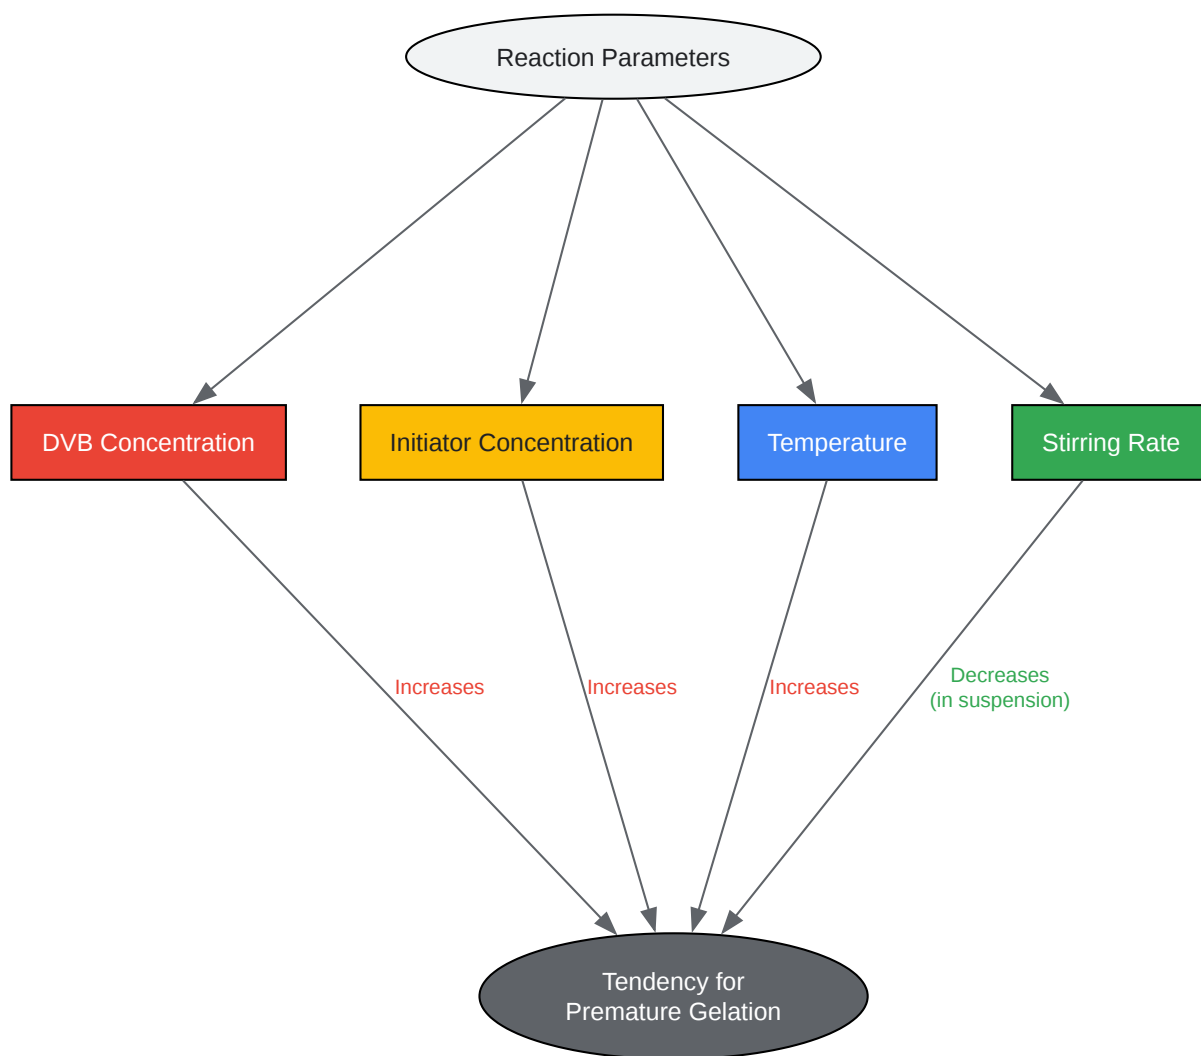 Reaction Parameters
DVB Concentration
Initiator Concentration
Temperature
Stirring Rate
Increases
Increases
Increases
Decreases
(in suspension)
Tendency for
Premature Gelation